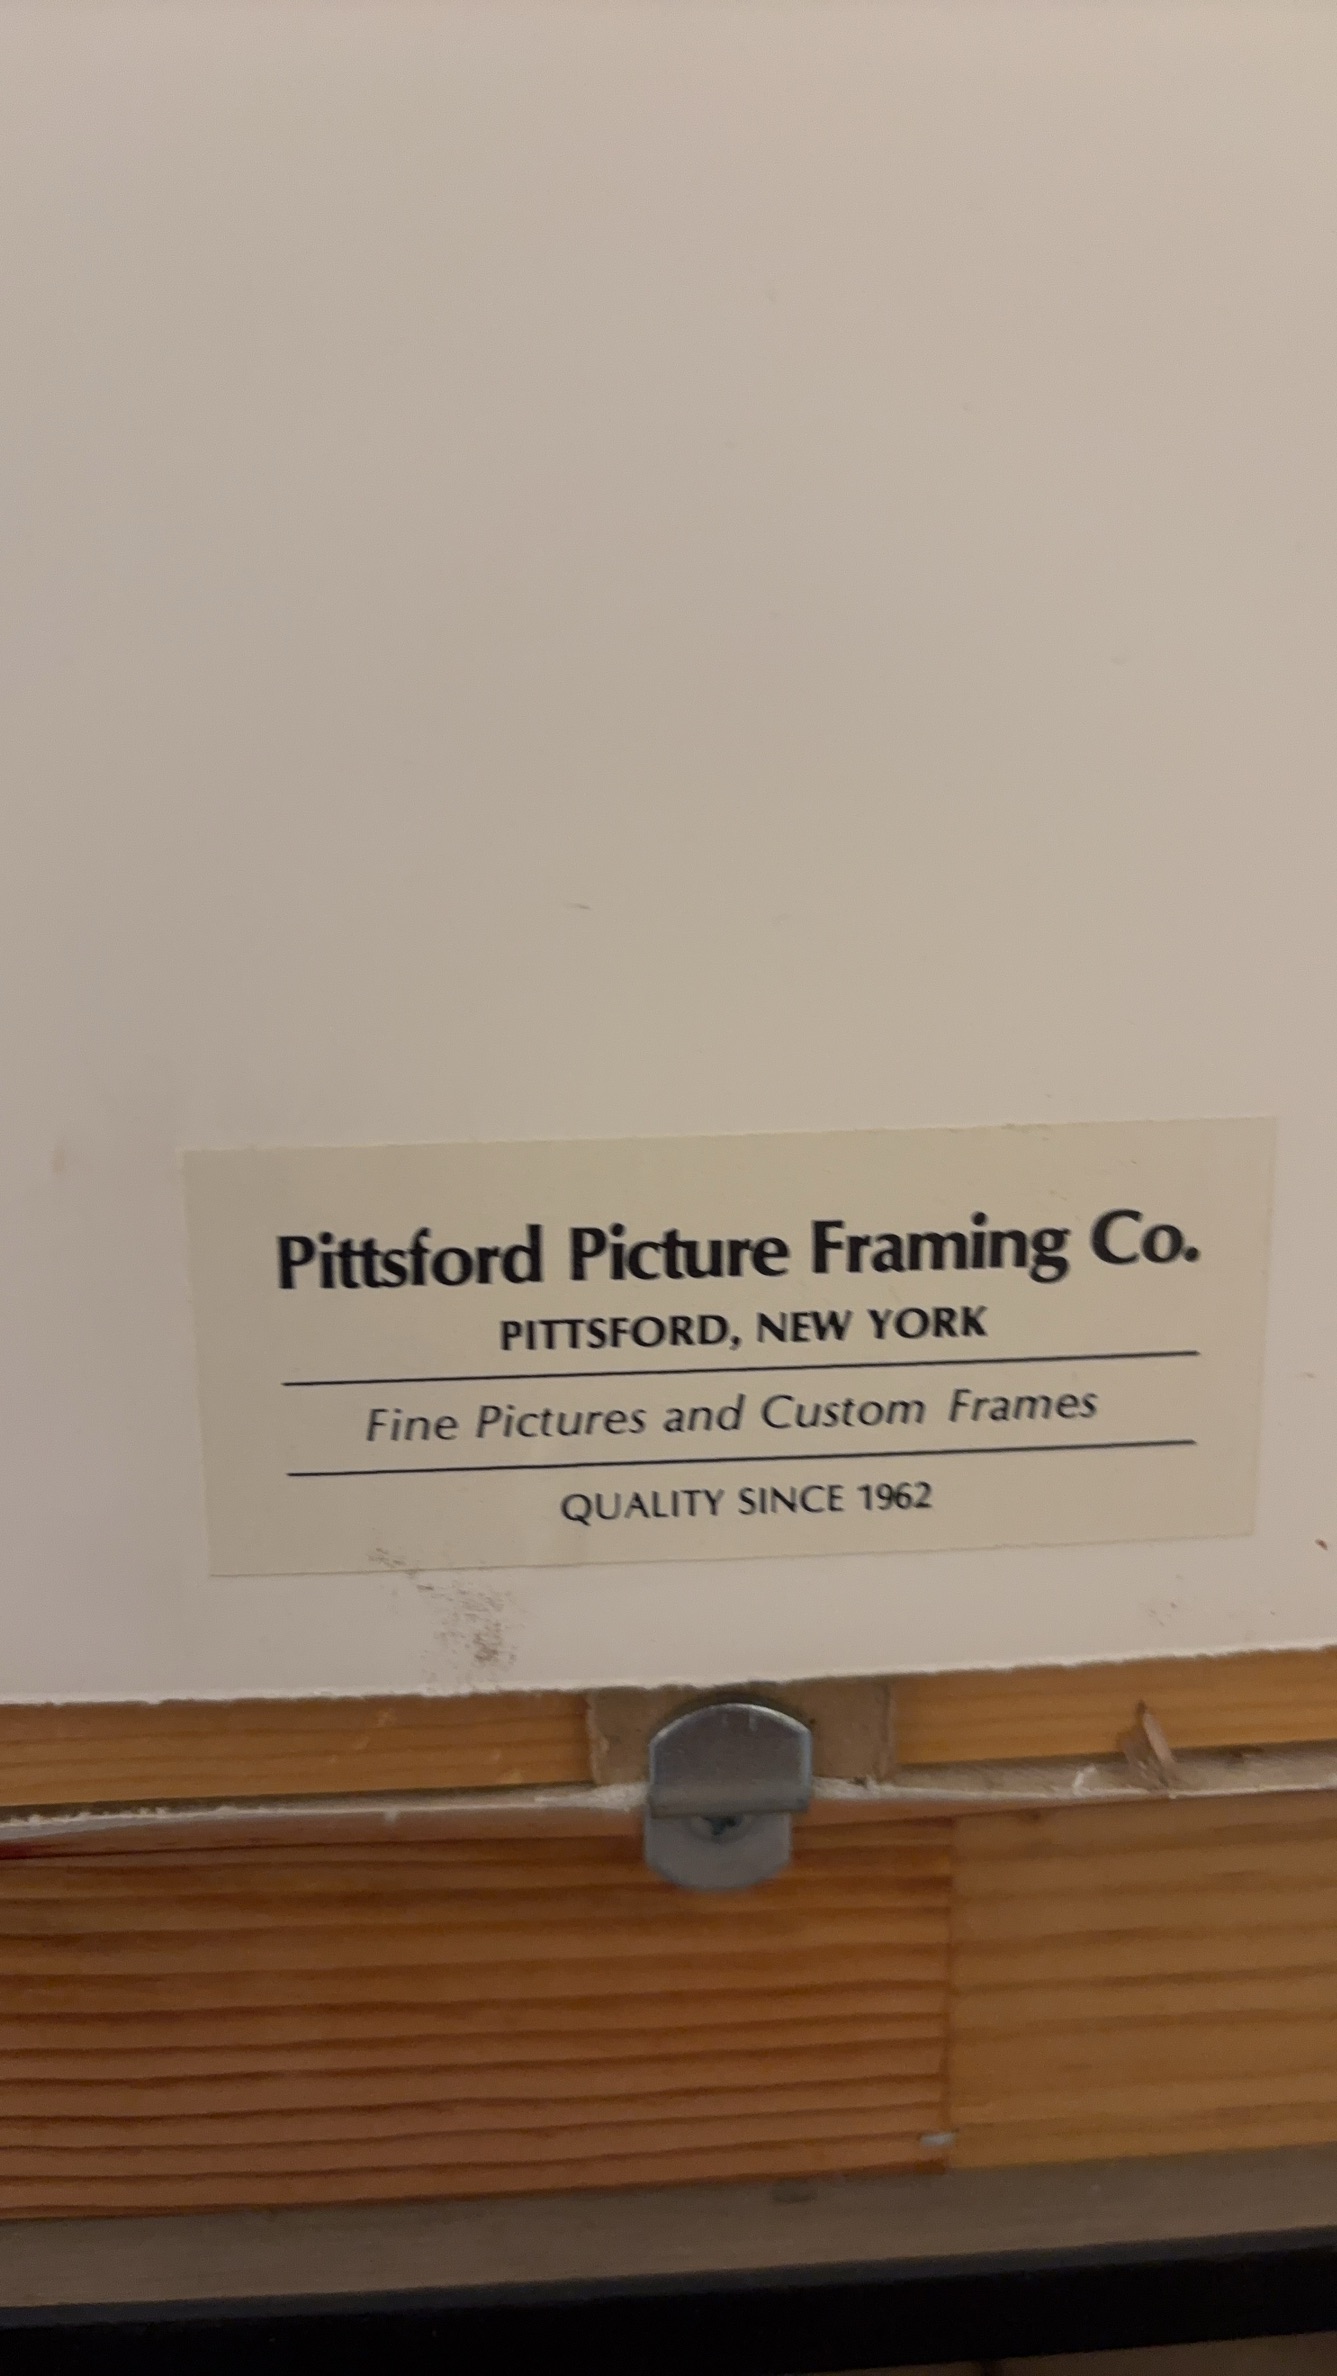 Pittsford Picture Framing Co.
PITTSFORD, NEW YORK
Fine Pictures and Custom Frames
QUALITY SINCE 1962